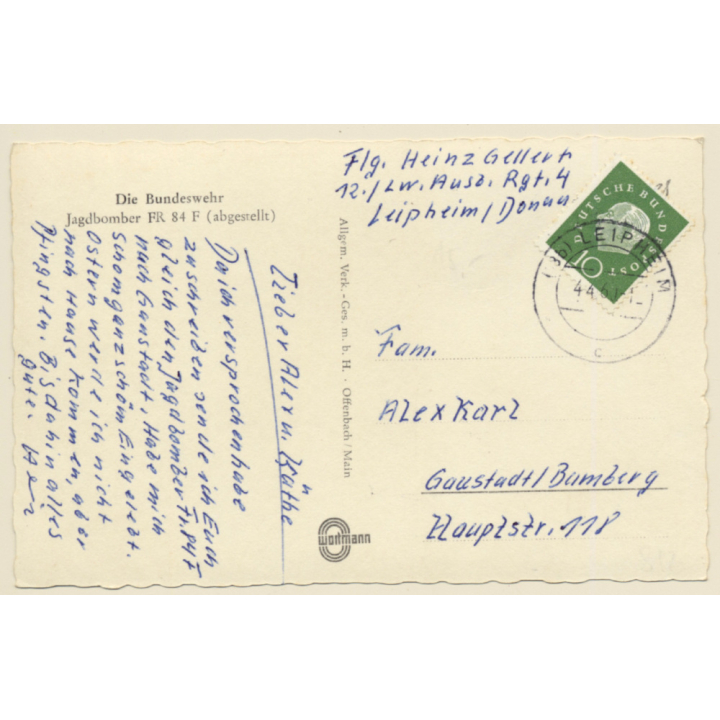 Die Bundeswehr
Jagdbomber FR 84 F (abgestellt)
Lieber Alex u. Käthe
Da ich versprochen habe
zuschreiben sende ich Euch
gleich den Jagdbomber Fr. 84 F
nach Gaustadt. Habe mich
schon ganz schön Eingelebt.
Ostern werde ich nicht
nach Hause kommen, aber
Pfingsten. Bis dahin alles
gute.
Allgem. Verk.-Ges. m. b. H. · Offenbach/Main
wortmann
Flg. Heinz Gellert
12./Lw. Ausb. Rgt. 4
Leipheim/Donau
DEUTSCHE BUNDESPOST
10
LEIPHEIM
c
Fam.
Alex Karl
Gaustadt/Bamberg
Hauptstr. 118